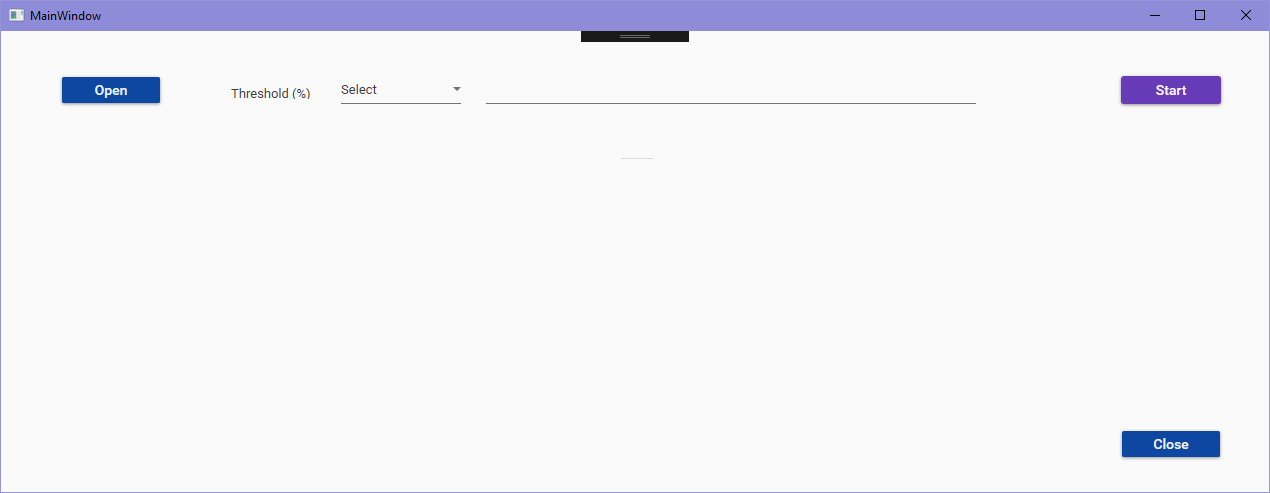 MainWindow
Open
Threshold (%)
Select
Start
Close